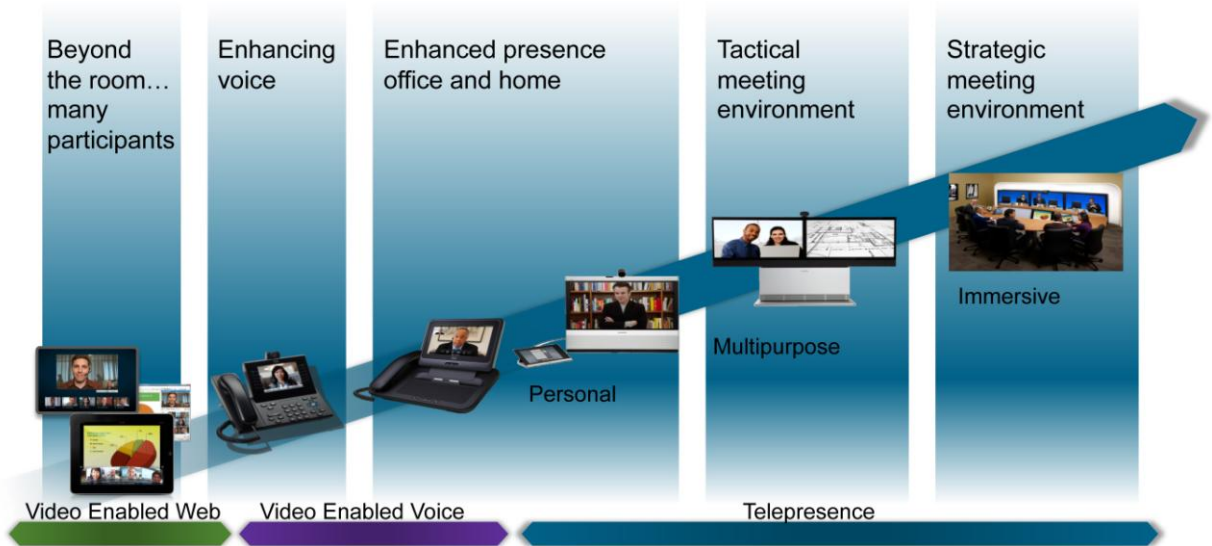 Beyond
the room…
many
participants
Enhancing
voice
Enhanced presence
office and home
Tactical
meeting
environment
Strategic
meeting
environment
Immersive
Multipurpose
Personal
Video Enabled Web
Video Enabled Voice
Telepresence